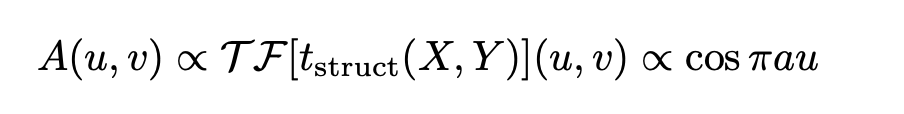 A(u, v) ∝ 𝒯ℱ[t_struct(X, Y)](u, v) ∝ cos πau